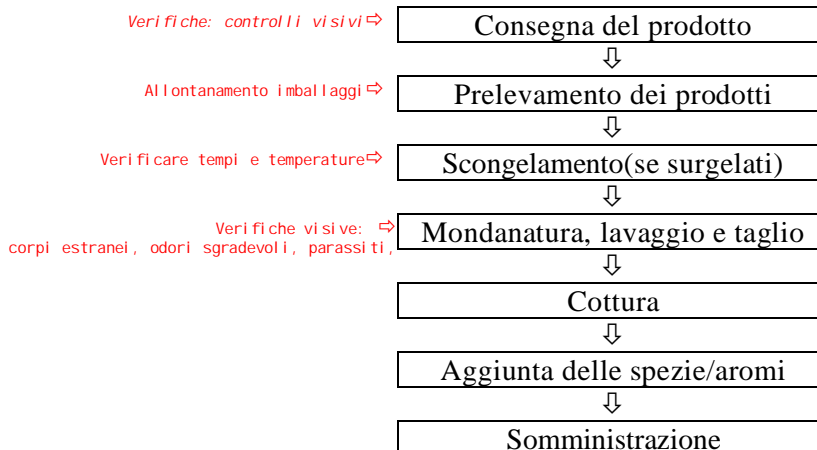 Verifiche: controlli visivi⇨ Consegna del prodotto
Allontanamento imballaggi⇨ Prelevamento dei prodotti
Verificare tempi e temperature⇨ Scongelamento(se surgelati)
Verifiche visive: ⇨ Mondanatura, lavaggio e taglio
corpi estranei, odori sgradevoli, parassiti,
Cottura
Aggiunta delle spezie/aromi
Somministrazione